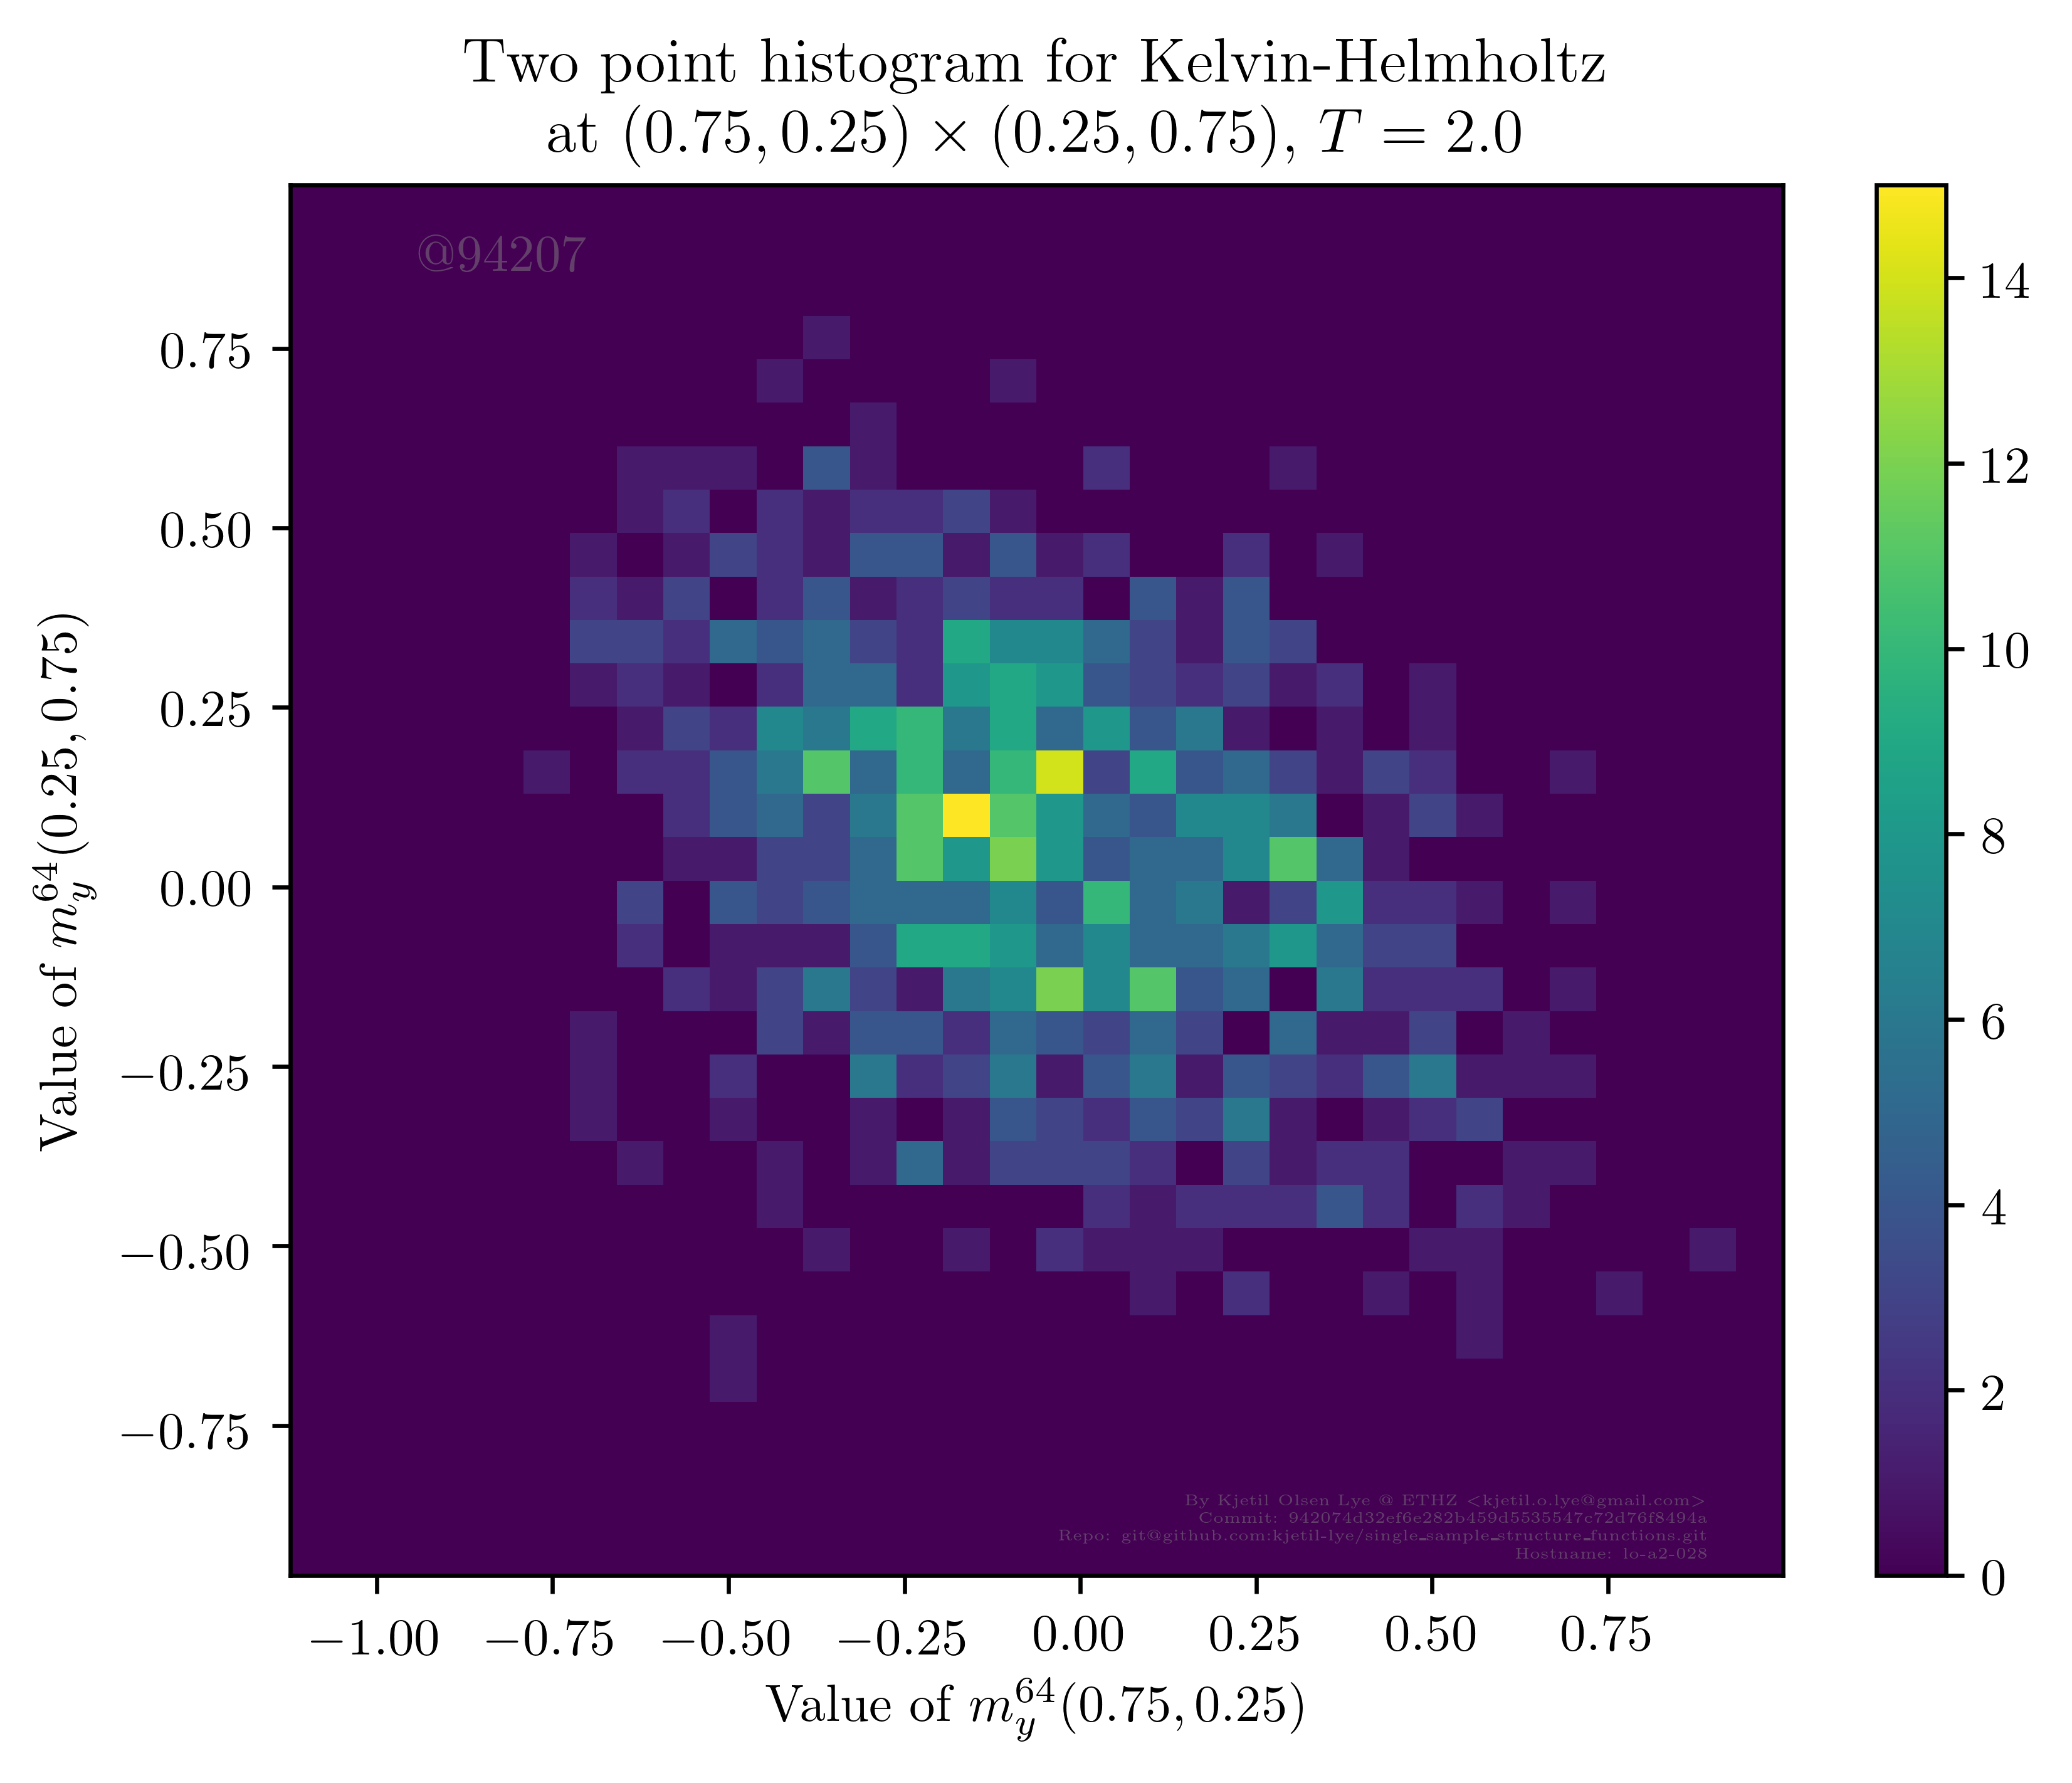 Two point histogram for Kelvin-Helmholtz
at (0.75, 0.25) × (0.25, 0.75), T = 2.0
@94207
0.75
0.50
0.25
0.00
−0.25
−0.50
−0.75
Value of m_y^64(0.25, 0.75)
−1.00 −0.75 −0.50 −0.25 0.00 0.25 0.50 0.75
Value of m_y^64(0.75, 0.25)
14
12
10
8
6
4
2
0
By Kjetil Olsen Lye @ ETHZ <kjetil.o.lye@gmail.com>
Commit: 942074d32ef6e282b459d5535547c72d76f8494a
Repo: git@github.com:kjetil-lye/single_sample_structure_functions.git
Hostname: lo-a2-028